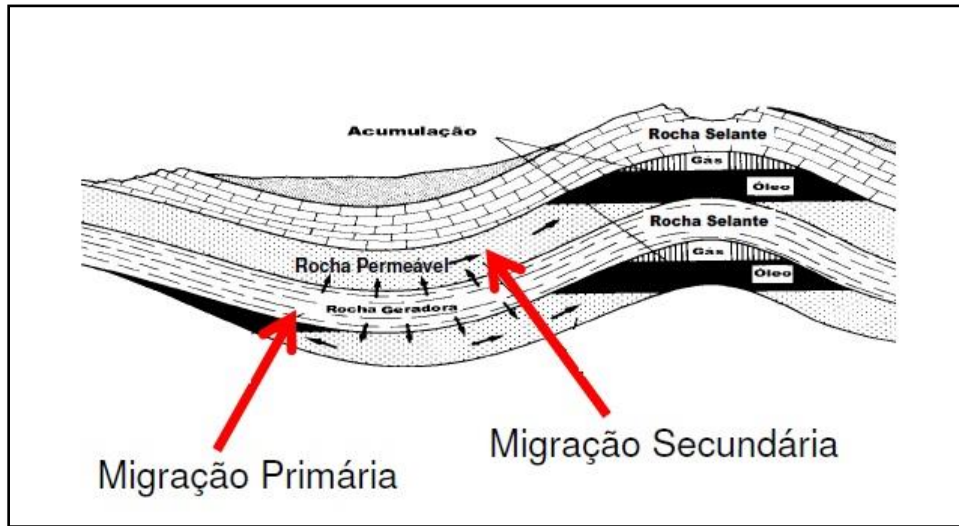 Acumulação
Rocha Selante
Gás
Óleo
Rocha Selante
Gás
Óleo
Rocha Permeável
Rocha Geradora
Migração Secundária
Migração Primária